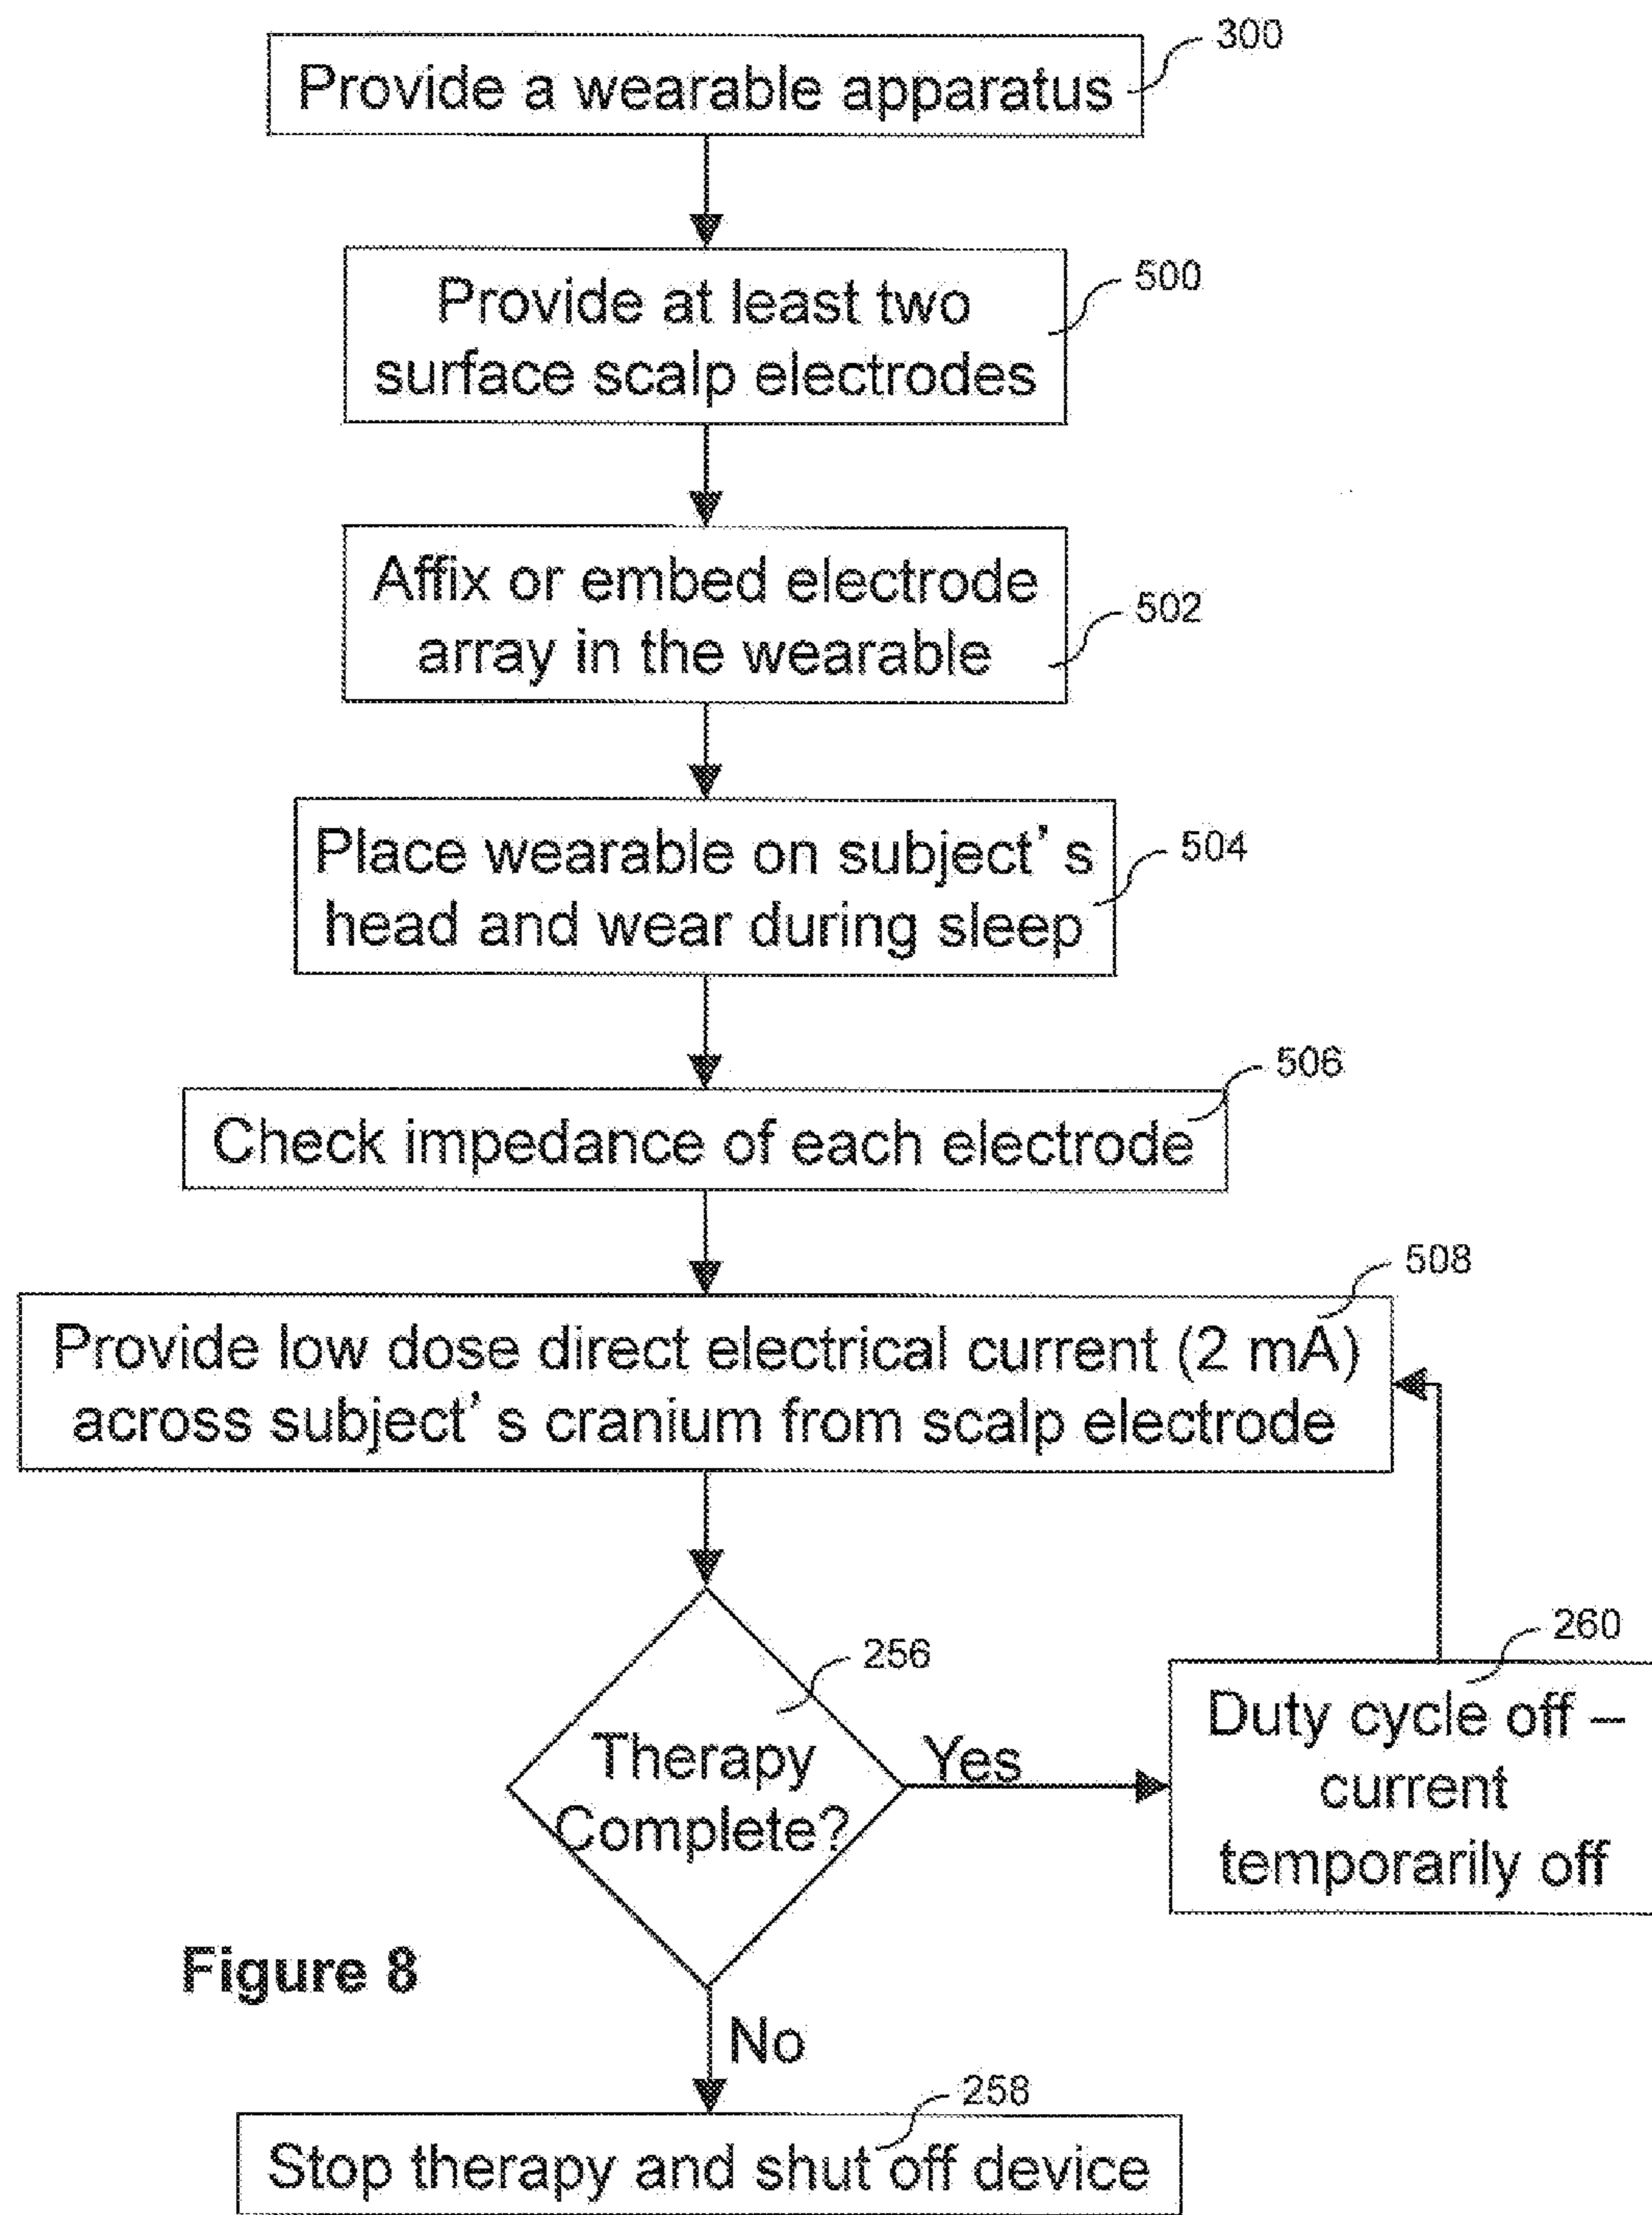 300
Provide a wearable apparatus
500
Provide at least two
surface scalp electrodes
Affix or embed electrode
array in the wearable
502
Place wearable on subject's
head and wear during sleep
504
506
Check impedance of each electrode
508
Provide low dose direct electrical current (2 mA)
across subject's cranium from scalp electrode
256
Therapy
Complete?
Yes
260
Duty cycle off –
current
temporarily off
Figure 8
No
258
Stop therapy and shut off device